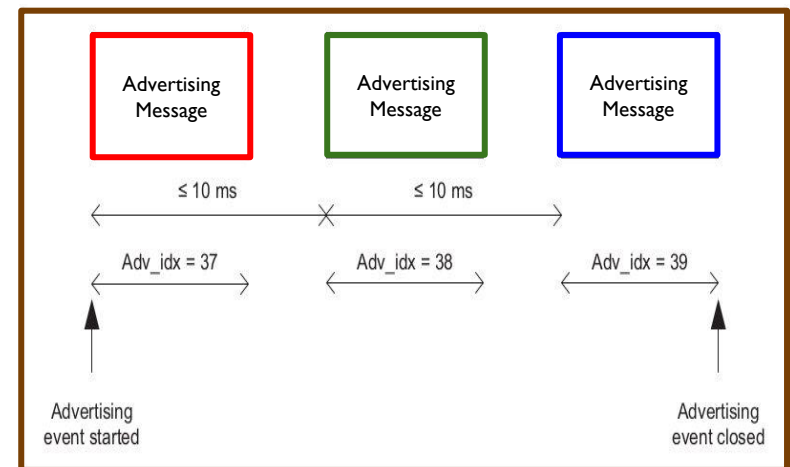 Advertising
Message
Advertising
Message
Advertising
Message
≤ 10 ms
≤ 10 ms
Adv_idx = 37
Adv_idx = 38
Adv_idx = 39
Advertising
event started
Advertising
event closed